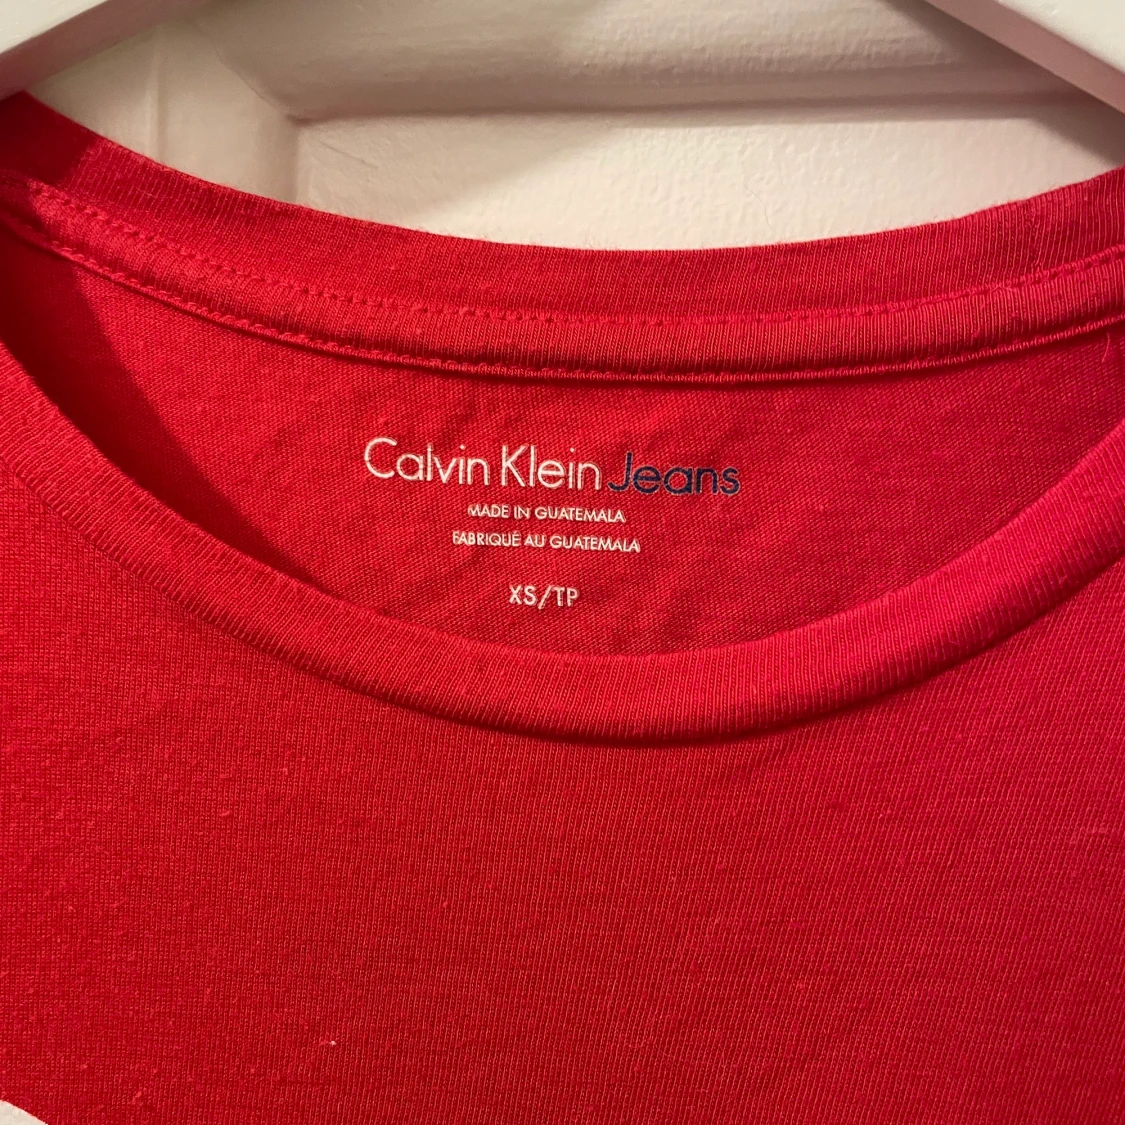 Calvin Klein Jeans
MADE IN GUATEMALA
FABRIQUÉ AU GUATEMALA
XS/TP